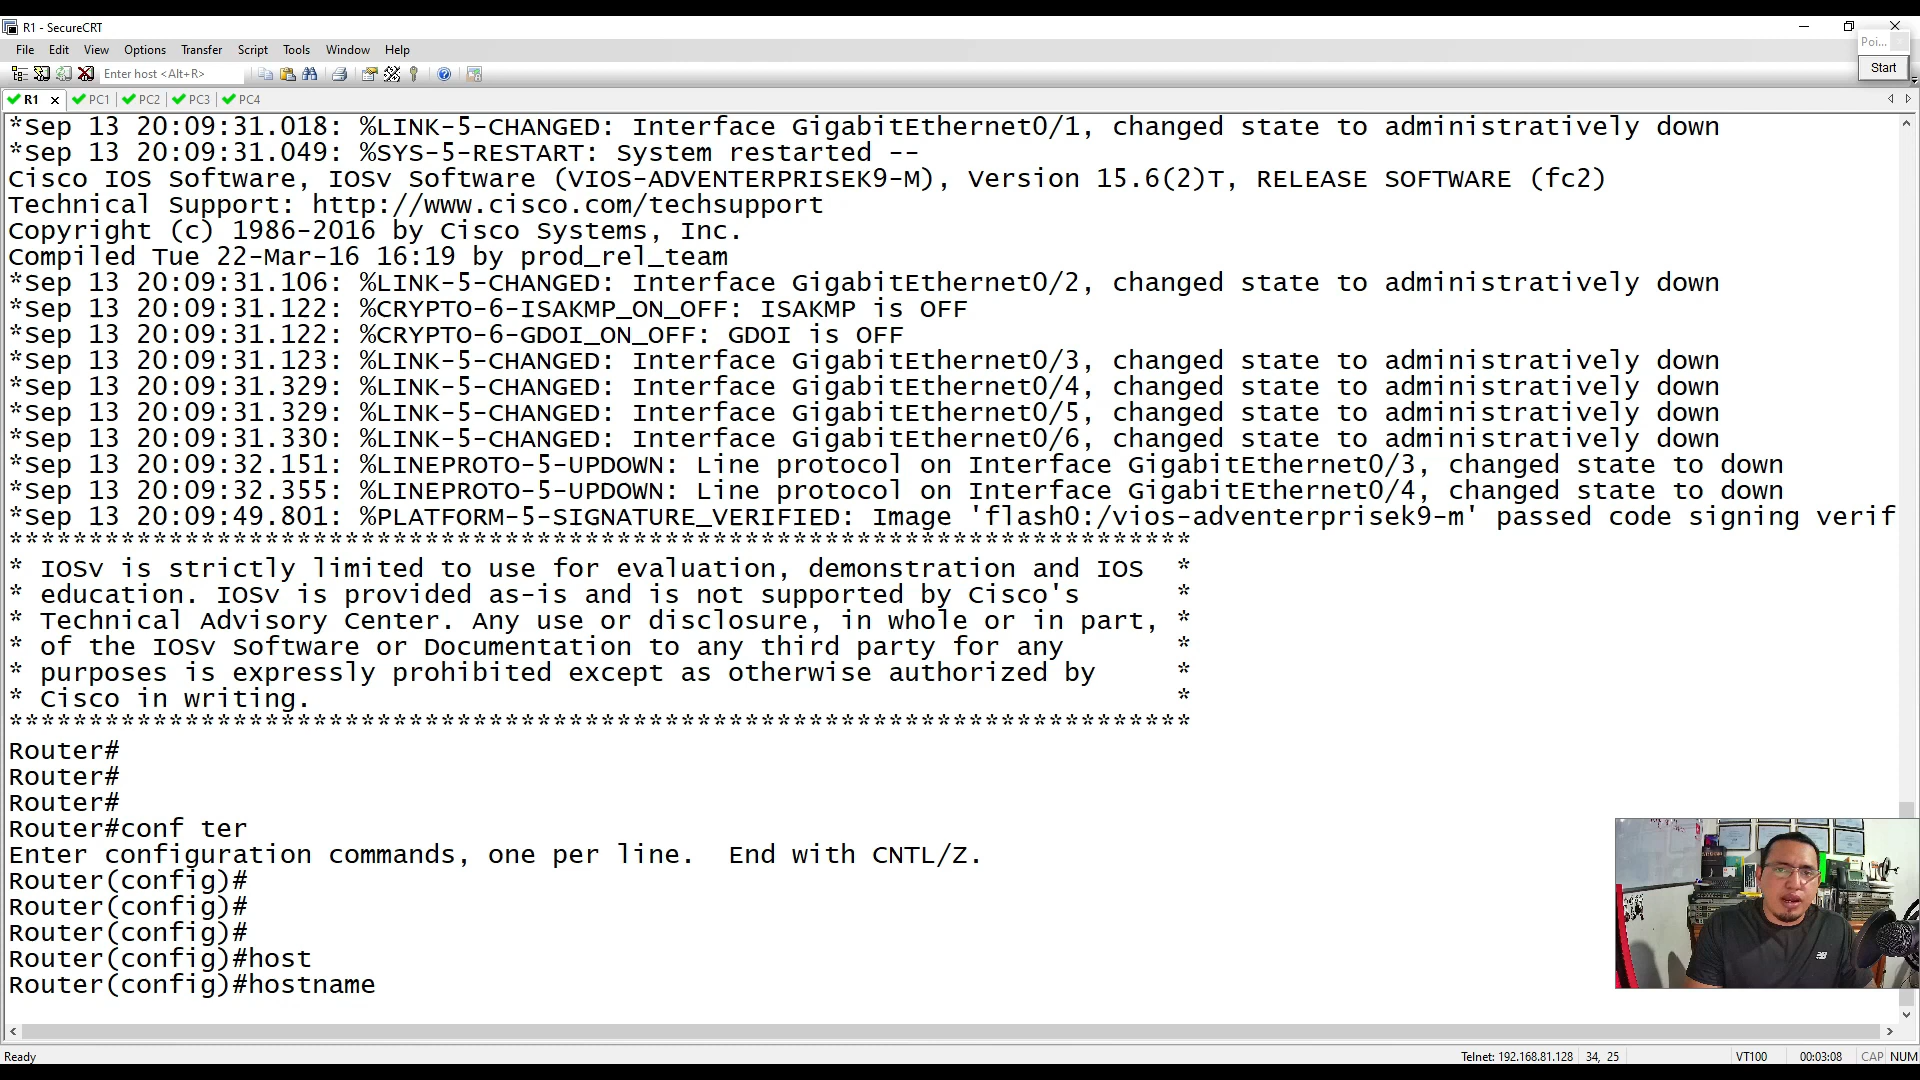 R1 - SecureCRT
File Edit View Options Transfer Script Tools Window Help
Poi...
Enter host <Alt+R>
Start
R1 PC1 PC2 PC3 PC4
*Sep 13 20:09:31.018: %LINK-5-CHANGED: Interface GigabitEthernet0/1, changed state to administratively down
*Sep 13 20:09:31.049: %SYS-5-RESTART: System restarted --
Cisco IOS Software, IOSv Software (VIOS-ADVENTERPRISEK9-M), Version 15.6(2)T, RELEASE SOFTWARE (fc2)
Technical Support: http://www.cisco.com/techsupport
Copyright (c) 1986-2016 by Cisco Systems, Inc.
Compiled Tue 22-Mar-16 16:19 by prod_rel_team
*Sep 13 20:09:31.106: %LINK-5-CHANGED: Interface GigabitEthernet0/2, changed state to administratively down
*Sep 13 20:09:31.122: %CRYPTO-6-ISAKMP_ON_OFF: ISAKMP is OFF
*Sep 13 20:09:31.122: %CRYPTO-6-GDOI_ON_OFF: GDOI is OFF
*Sep 13 20:09:31.123: %LINK-5-CHANGED: Interface GigabitEthernet0/3, changed state to administratively down
*Sep 13 20:09:31.329: %LINK-5-CHANGED: Interface GigabitEthernet0/4, changed state to administratively down
*Sep 13 20:09:31.329: %LINK-5-CHANGED: Interface GigabitEthernet0/5, changed state to administratively down
*Sep 13 20:09:31.330: %LINK-5-CHANGED: Interface GigabitEthernet0/6, changed state to administratively down
*Sep 13 20:09:32.151: %LINEPROTO-5-UPDOWN: Line protocol on Interface GigabitEthernet0/3, changed state to down
*Sep 13 20:09:32.355: %LINEPROTO-5-UPDOWN: Line protocol on Interface GigabitEthernet0/4, changed state to down
*Sep 13 20:09:49.801: %PLATFORM-5-SIGNATURE_VERIFIED: Image 'flash0:/vios-adventerprisek9-m' passed code signing verif
**************************************************************************
* IOSv is strictly limited to use for evaluation, demonstration and IOS  *
* education. IOSv is provided as-is and is not supported by Cisco's      *
* Technical Advisory Center. Any use or disclosure, in whole or in part, *
* of the IOSv Software or Documentation to any third party for any       *
* purposes is expressly prohibited except as otherwise authorized by     *
* Cisco in writing.                                                      *
**************************************************************************
Router#
Router#
Router#
Router#conf ter
Enter configuration commands, one per line.  End with CNTL/Z.
Router(config)#
Router(config)#
Router(config)#
Router(config)#host
Router(config)#hostname
Ready Telnet: 192.168.81.128 34, 25 VT100 00:03:08 CAP NUM